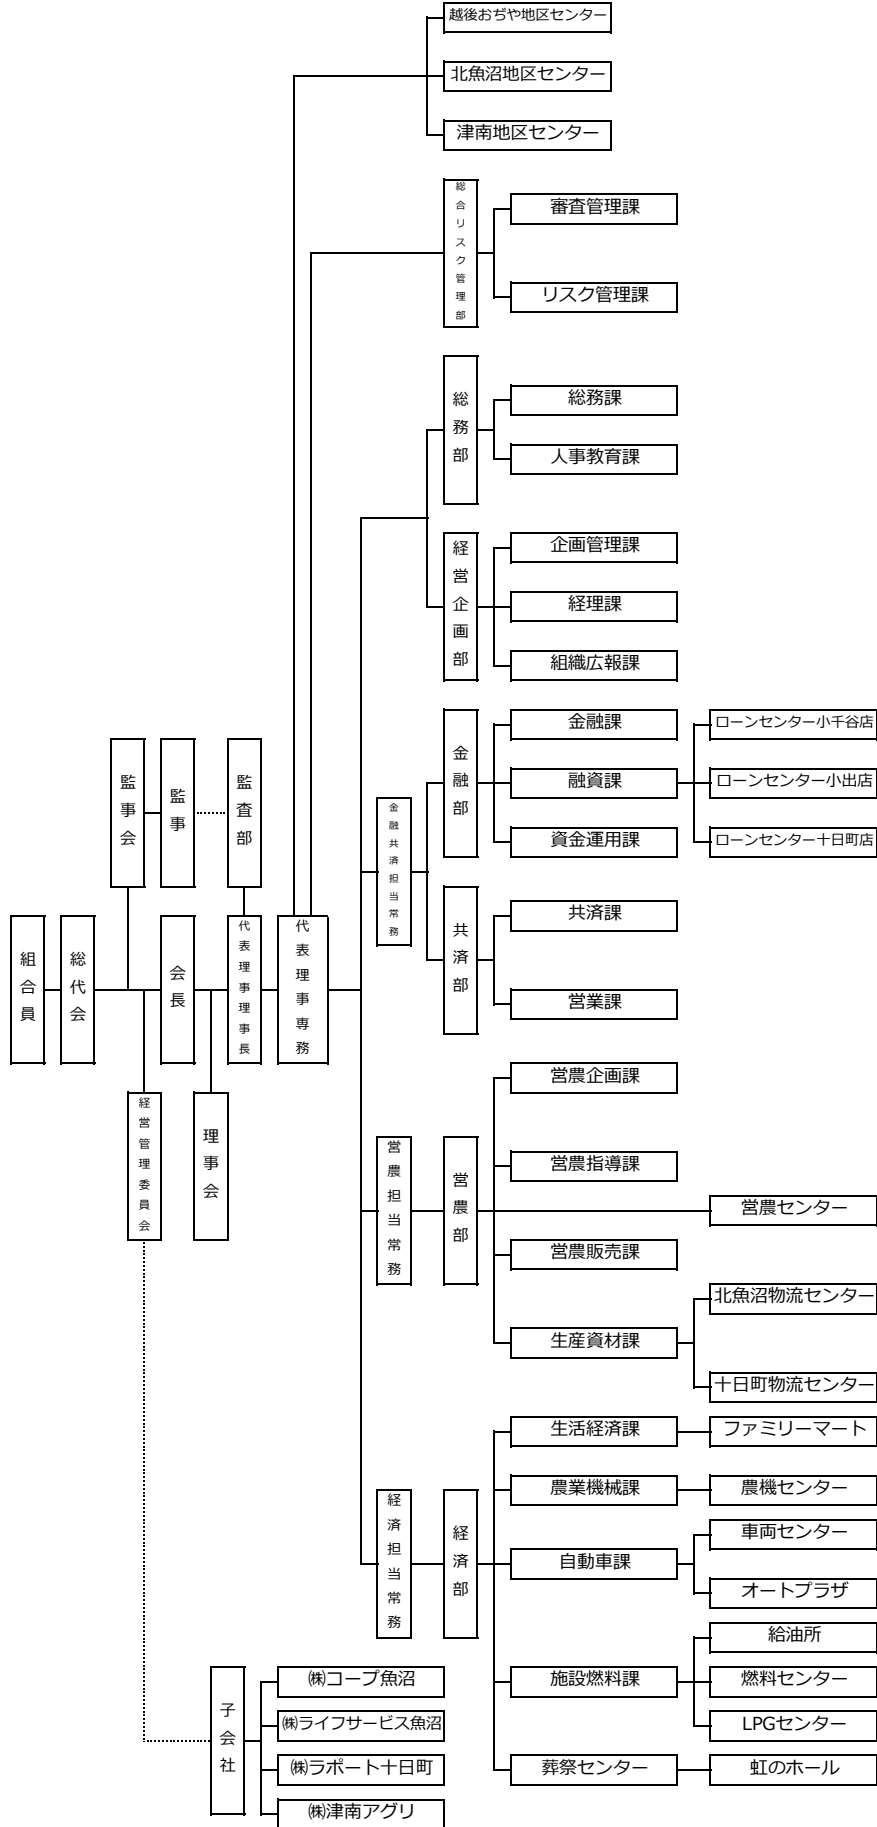 越後おぢや地区センター
北魚沼地区センター
津南地区センター
総合リスク管理部
審査管理課
リスク管理課
総務部
総務課
人事教育課
経営企画部
企画管理課
経理課
組織広報課
監事会
監事
監査部
金融共済担当常務
金融部
金融課
融資課
資金運用課
ローンセンター小千谷店
ローンセンター小出店
ローンセンター十日町店
共済部
共済課
営業課
組合員
総代会
会長
代表理事理事長
代表理事専務
経営管理委員会
理事会
営農担当常務
営農部
営農企画課
営農指導課
営農センター
営農販売課
生産資材課
北魚沼物流センター
十日町物流センター
経済担当常務
経済部
生活経済課
ファミリーマート
農業機械課
農機センター
自動車課
車両センター
オートプラザ
施設燃料課
給油所
燃料センター
LPGセンター
葬祭センター
虹のホール
子会社
㈱コープ魚沼
㈱ライフサービス魚沼
㈱ラポート十日町
㈱津南アグリ